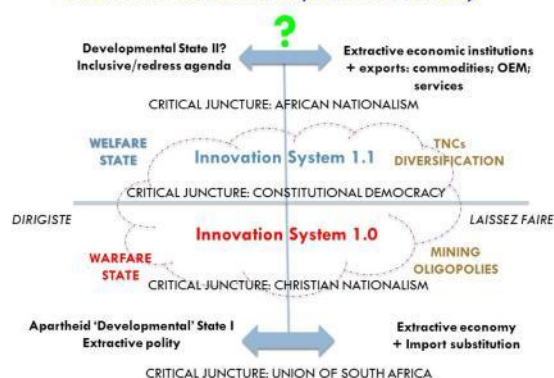 ?
Developmental State II?
Inclusive/redress agenda
Extractive economic institutions
+ exports: commodities; OEM;
services
CRITICAL JUNCTURE: AFRICAN NATIONALISM
WELFARE
STATE
Innovation System 1.1
TNCs
DIVERSIFICATION
CRITICAL JUNCTURE: CONSTITUTIONAL DEMOCRACY
DIRIGISTE
LAISSEZ FAIRE
Innovation System 1.0
WARFARE
STATE
MINING
OLIGOPOLIES
CRITICAL JUNCTURE: CHRISTIAN NATIONALISM
Apartheid ‘Developmental’ State I
Extractive polity
Extractive economy
+ Import substitution
CRITICAL JUNCTURE: UNION OF SOUTH AFRICA